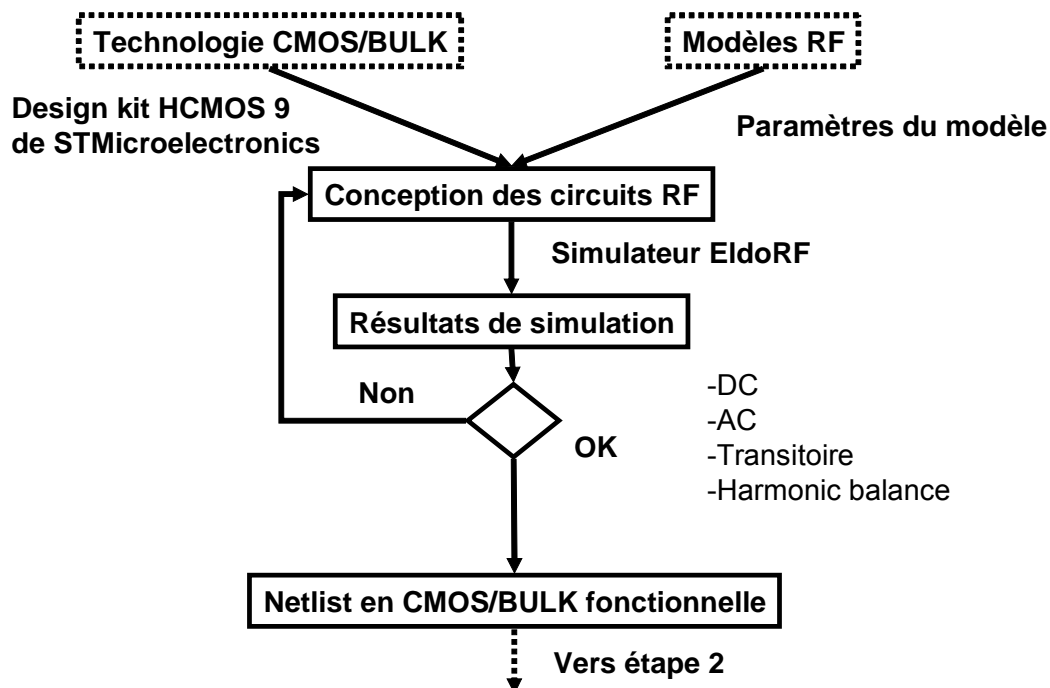 Technologie CMOS/BULK
Modèles RF
Design kit HCMOS 9
de STMicroelectronics
Paramètres du modèle
Conception des circuits RF
Simulateur EldoRF
Résultats de simulation
Non
OK
-DC
-AC
-Transitoire
-Harmonic balance
Netlist en CMOS/BULK fonctionnelle
Vers étape 2